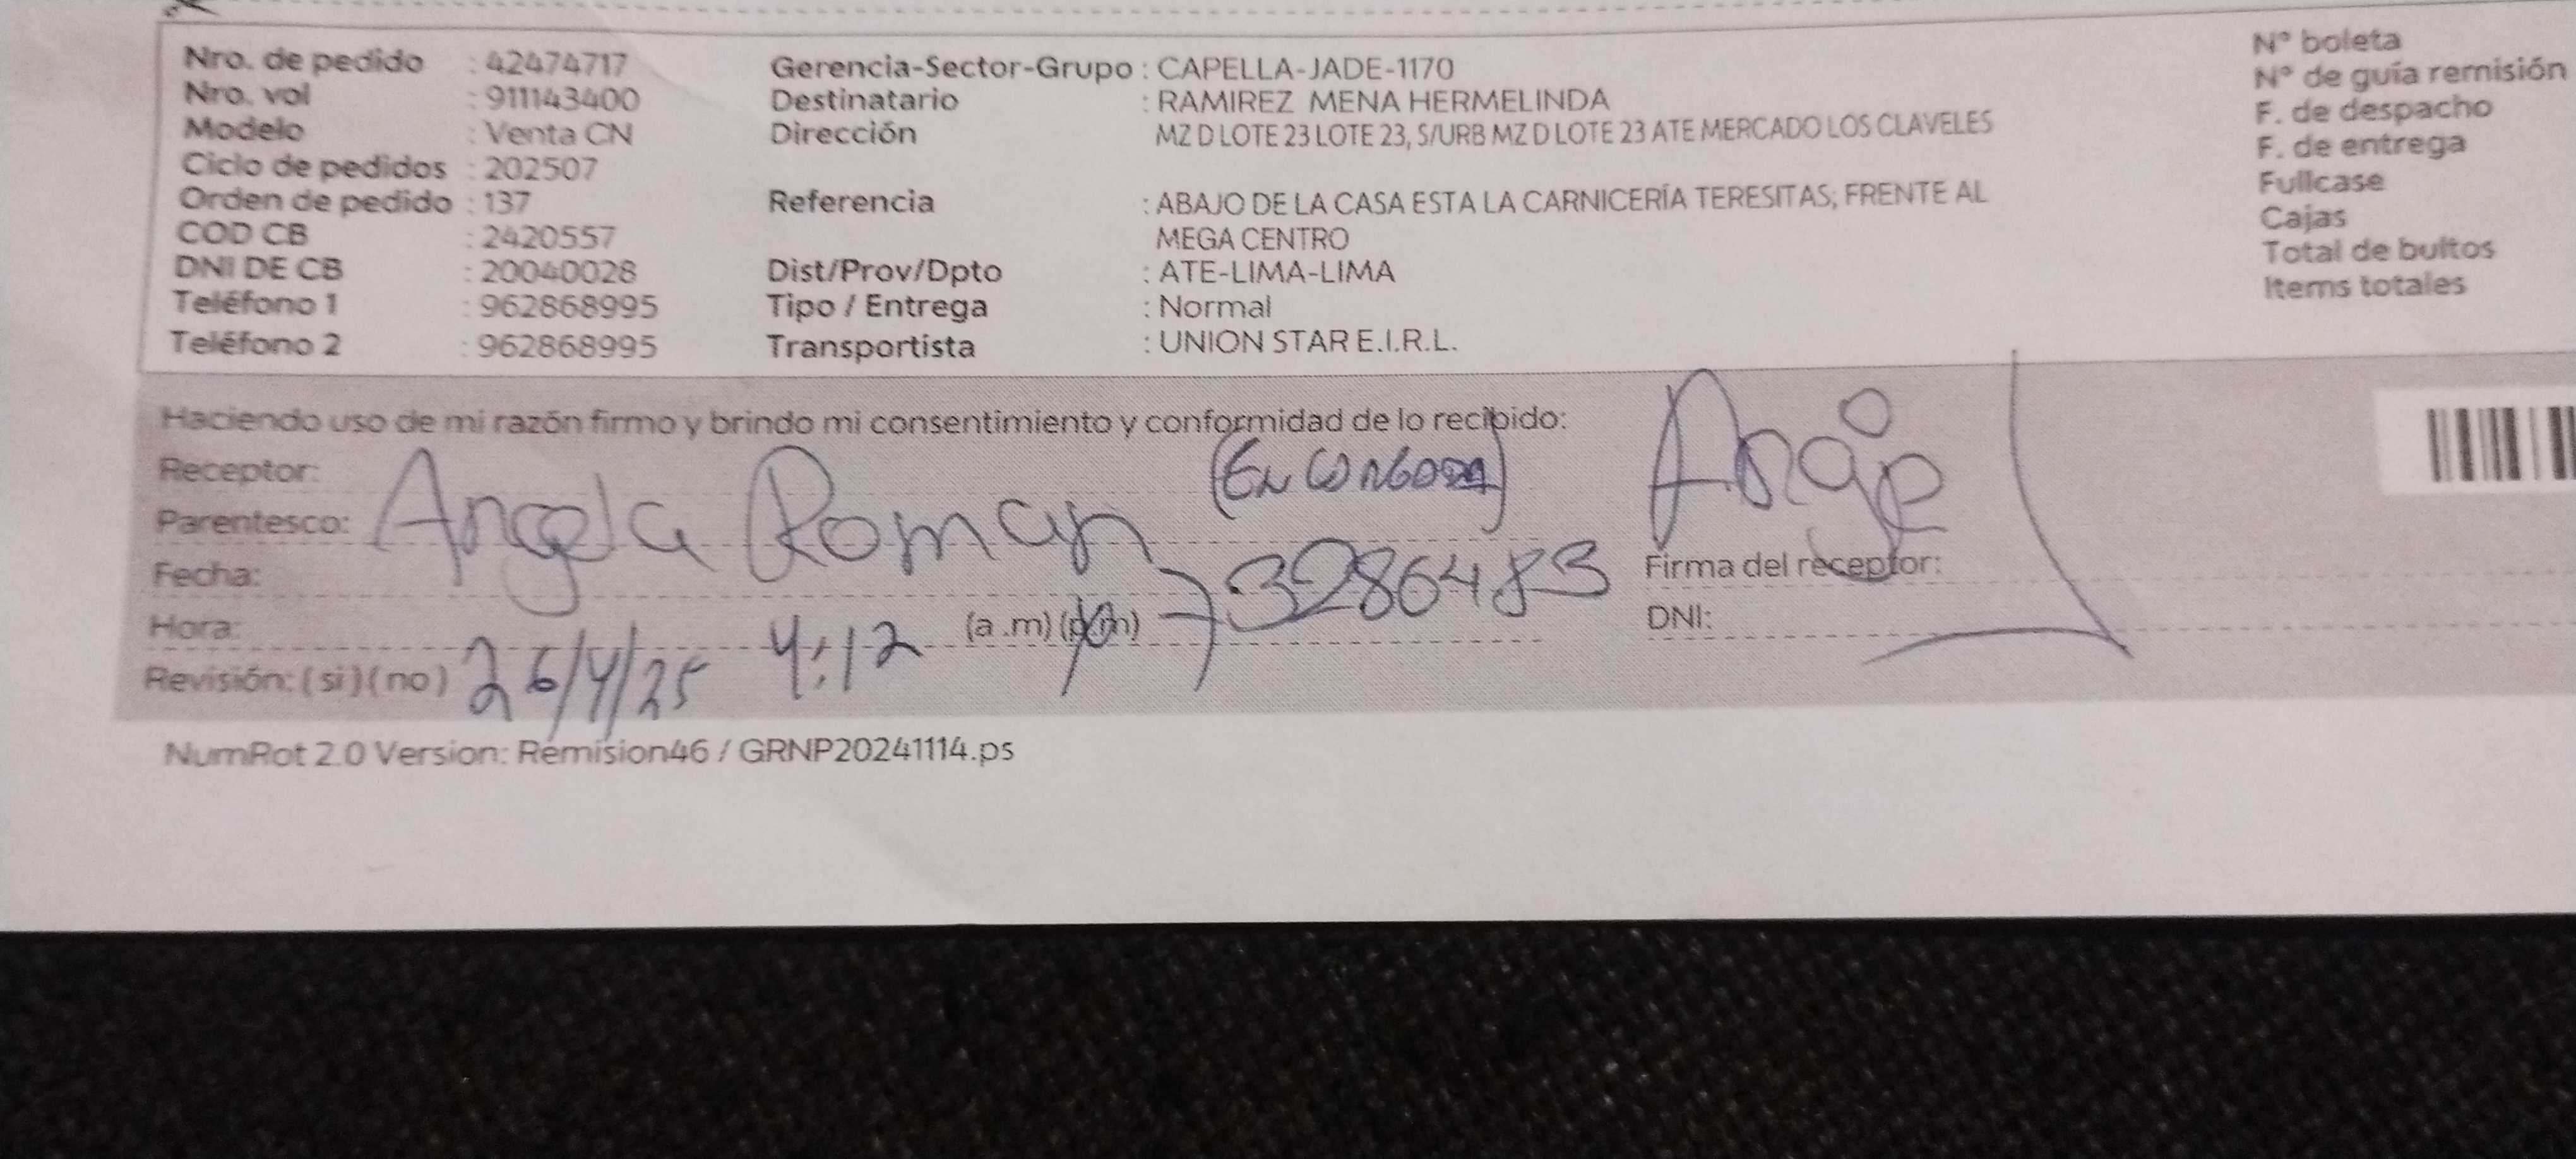 Nro. de pedido : 42474717 Gerencia-Sector-Grupo : CAPELLA-JADE-1170 N° boleta
Nro. vol : 911143400 Destinatario : RAMIREZ MENA HERMELINDA N° de guía remisión
Modelo : Venta CN Dirección MZ D LOTE 23 LOTE 23, S/URB MZ D LOTE 23 ATE MERCADO LOS CLAVELES F. de despacho
Ciclo de pedidos : 202507 F. de entrega
Orden de pedido : 137 Referencia : ABAJO DE LA CASA ESTA LA CARNICERÍA TERESITAS; FRENTE AL Fullcase
COD CB : 2420557 MEGA CENTRO Cajas
DNI DE CB : 20040028 Dist/Prov/Dpto : ATE-LIMA-LIMA Total de bultos
Teléfono 1 : 962868995 Tipo / Entrega : Normal Items totales
Teléfono 2 : 962868995 Transportista : UNION STAR E.I.R.L.
Haciendo uso de mi razón firmo y brindo mi consentimiento y conformidad de lo recibido:
Receptor:
Parentesco: Angela Roman
Fecha: 73286483 Firma del receptor:
Hora: 4:12 (a .m) (p.m) DNI:
Revisión: ( si ) ( no ) 26/4/25
NumRot 2.0 Version: Remision46 / GRNP20241114.ps